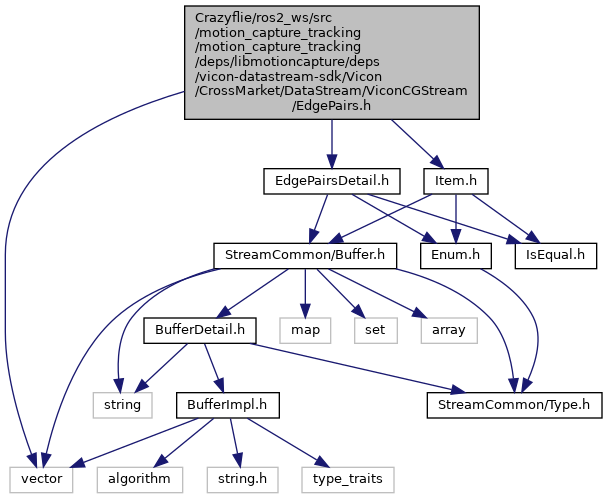 Crazyflie/ros2_ws/src
/motion_capture_tracking
/motion_capture_tracking
/deps/libmotioncapture/deps
/vicon-datastream-sdk/Vicon
/CrossMarket/DataStream/ViconCGStream
/EdgePairs.h
EdgePairsDetail.h
Item.h
StreamCommon/Buffer.h
Enum.h
IsEqual.h
BufferDetail.h
map
set
array
string
BufferImpl.h
StreamCommon/Type.h
vector
algorithm
string.h
type_traits